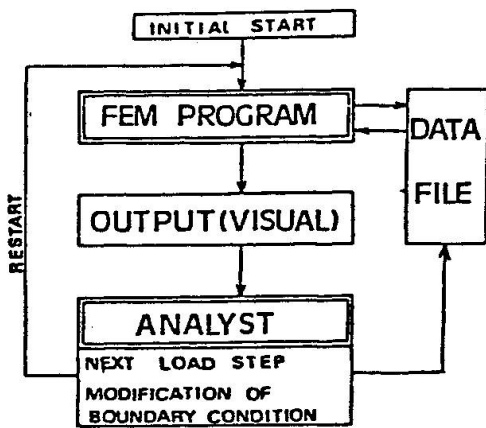 INITIAL START
FEM PROGRAM
DATA
FILE
OUTPUT(VISUAL)
RESTART
ANALYST
NEXT LOAD STEP
MODIFICATION OF
BOUNDARY CONDITION